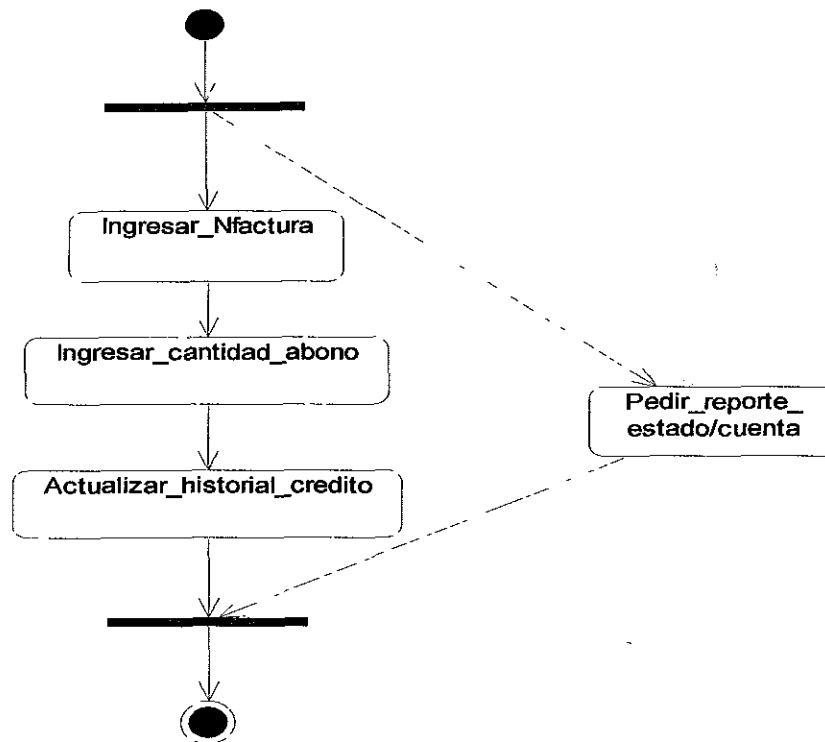 Ingresar_Nfactura
Ingresar_cantidad_abono
Pedir_reporte_
estado/cuenta
Actualizar_historial_credito